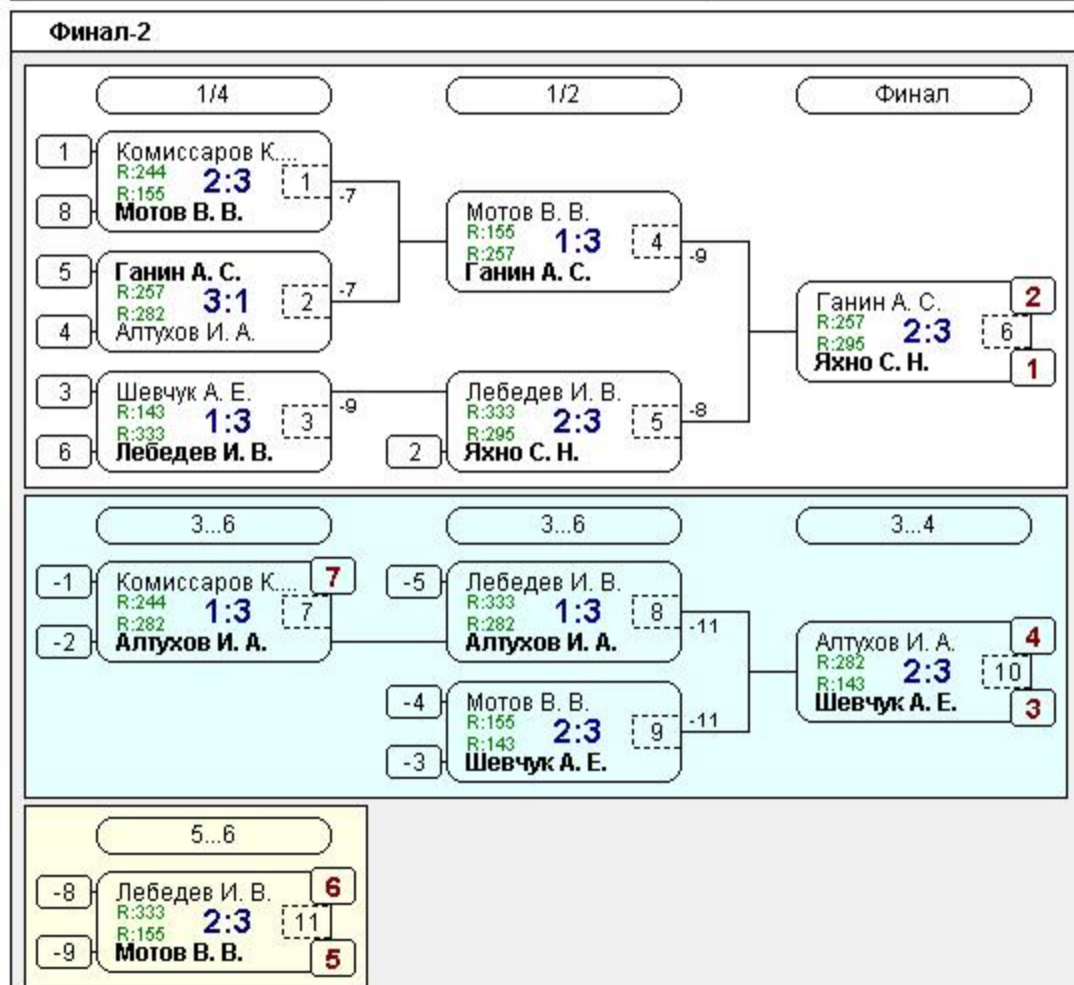 Финал-2
1/4
1/2
Финал
1
Комиссаров К....
R:244
R:155
2:3
1
-7
8
Мотов В. В.
5
Ганин А. С.
R:257
R:282
3:1
2
-7
4
Алтухов И. А.
3
Шевчук А. Е.
R:143
R:333
1:3
3
-9
6
Лебедев И. В.
Мотов В. В.
R:155
R:257
1:3
4
-9
Ганин А. С.
Лебедев И. В.
R:333
R:295
2:3
5
-8
2
Яхно С. Н.
Ганин А. С.
2
R:257
R:295
2:3
6
Яхно С. Н.
1
3...6
3...6
3...4
-1
Комиссаров К....
7
R:244
R:282
1:3
7
-2
Алтухов И. А.
-5
Лебедев И. В.
R:333
R:282
1:3
8
-11
Алтухов И. А.
-4
Мотов В. В.
R:155
R:143
2:3
9
-11
-3
Шевчук А. Е.
Алтухов И. А.
4
R:282
R:143
2:3
10
Шевчук А. Е.
3
5...6
-8
Лебедев И. В.
6
R:333
R:155
2:3
11
-9
Мотов В. В.
5